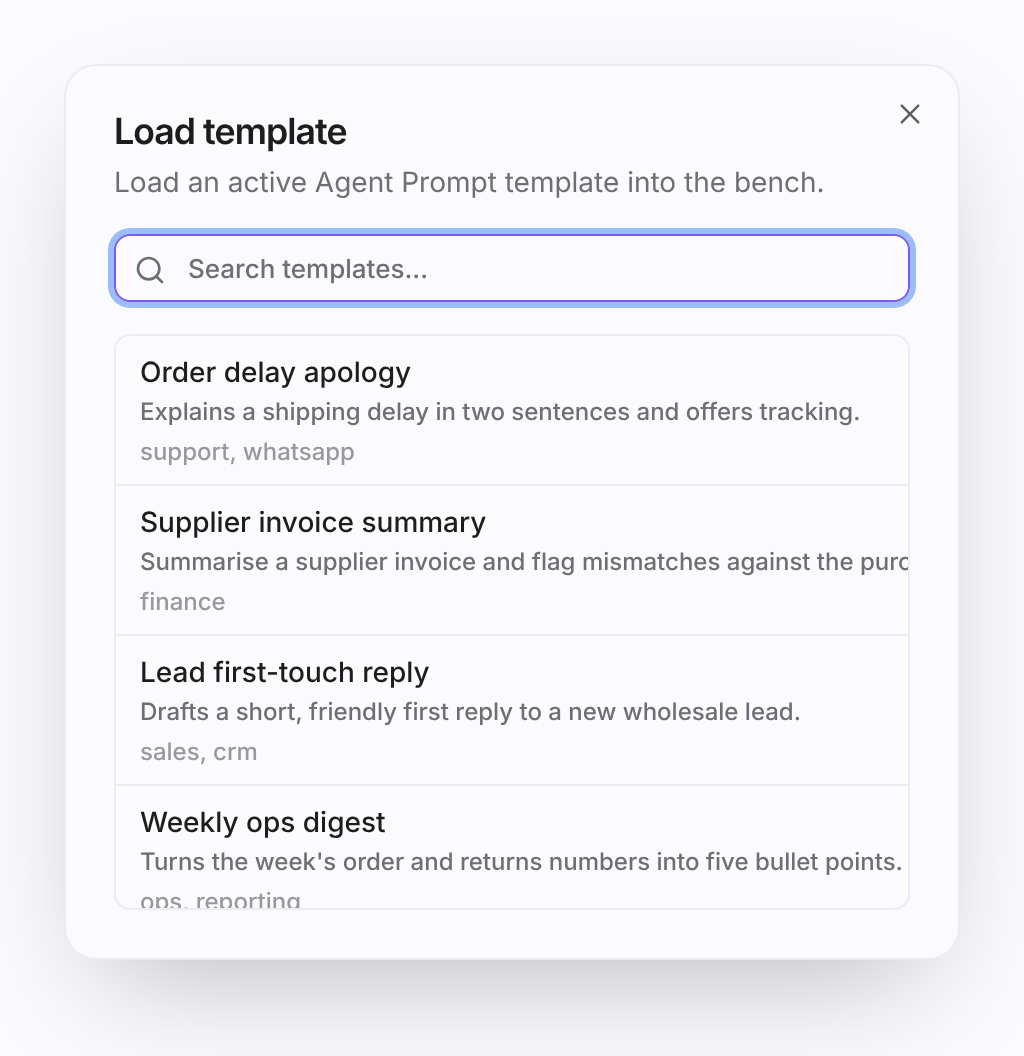 Load template
Load an active Agent Prompt template into the bench.
Search templates...
Order delay apology
Explains a shipping delay in two sentences and offers tracking.
support, whatsapp
Supplier invoice summary
Summarise a supplier invoice and flag mismatches against the
finance
Lead first-touch reply
Drafts a short, friendly first reply to a new wholesale lead.
sales, crm
Weekly ops digest
Turns the week's order and returns numbers into five bullet points.
ops, reporting